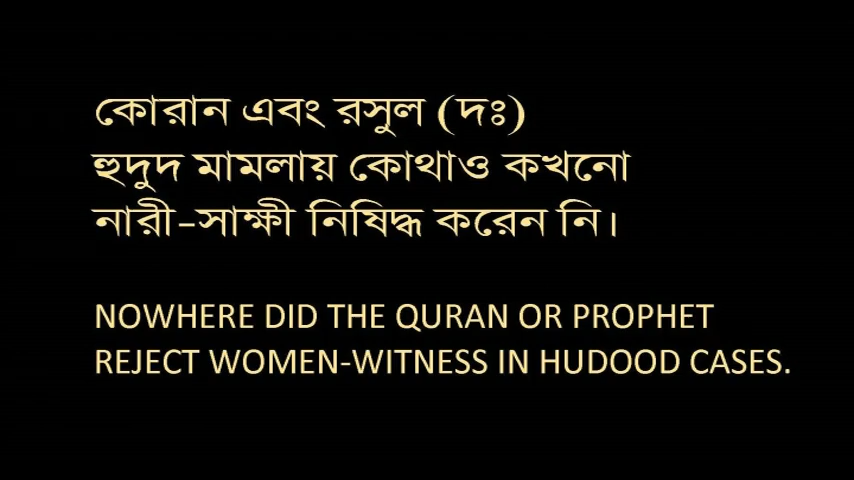 কোরান এবং রসুল (দঃ)
হুদুদ মামলায় কোথাও কখনো
নারী-সাক্ষী নিষিদ্ধ করেন নি।
NOWHERE DID THE QURAN OR PROPHET
REJECT WOMEN-WITNESS IN HUDOOD CASES.